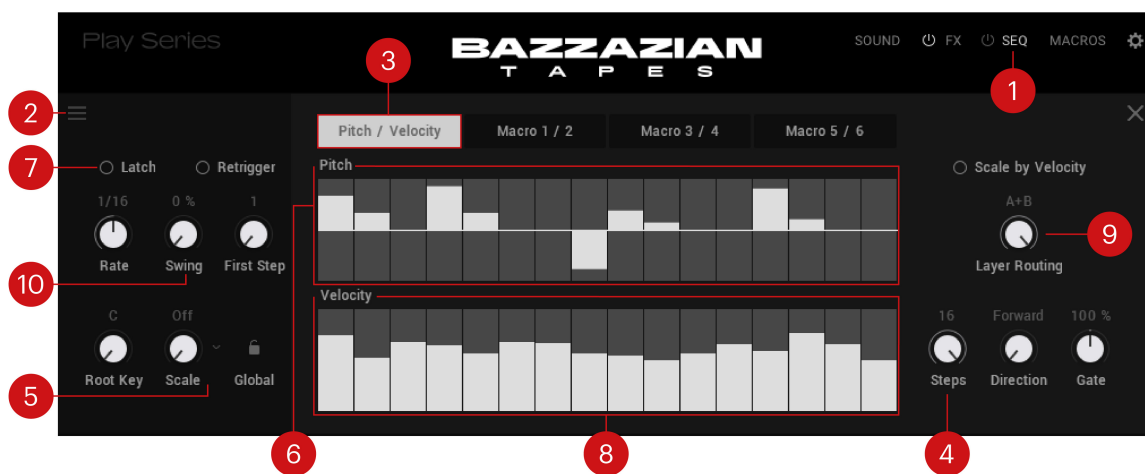 Play Series
BAZZAZIAN
TAPES
SOUND FX SEQ MACROS
3
1
2
Pitch / Velocity Macro 1 / 2 Macro 3 / 4 Macro 5 / 6
7
Latch Retrigger
Pitch
Scale by Velocity
1/16 0 % 1
A+B
9
Rate Swing First Step
Layer Routing
10
Velocity
C Off
16 Forward 100 %
Root Key Scale Global
Steps Direction Gate
5
6
8
4